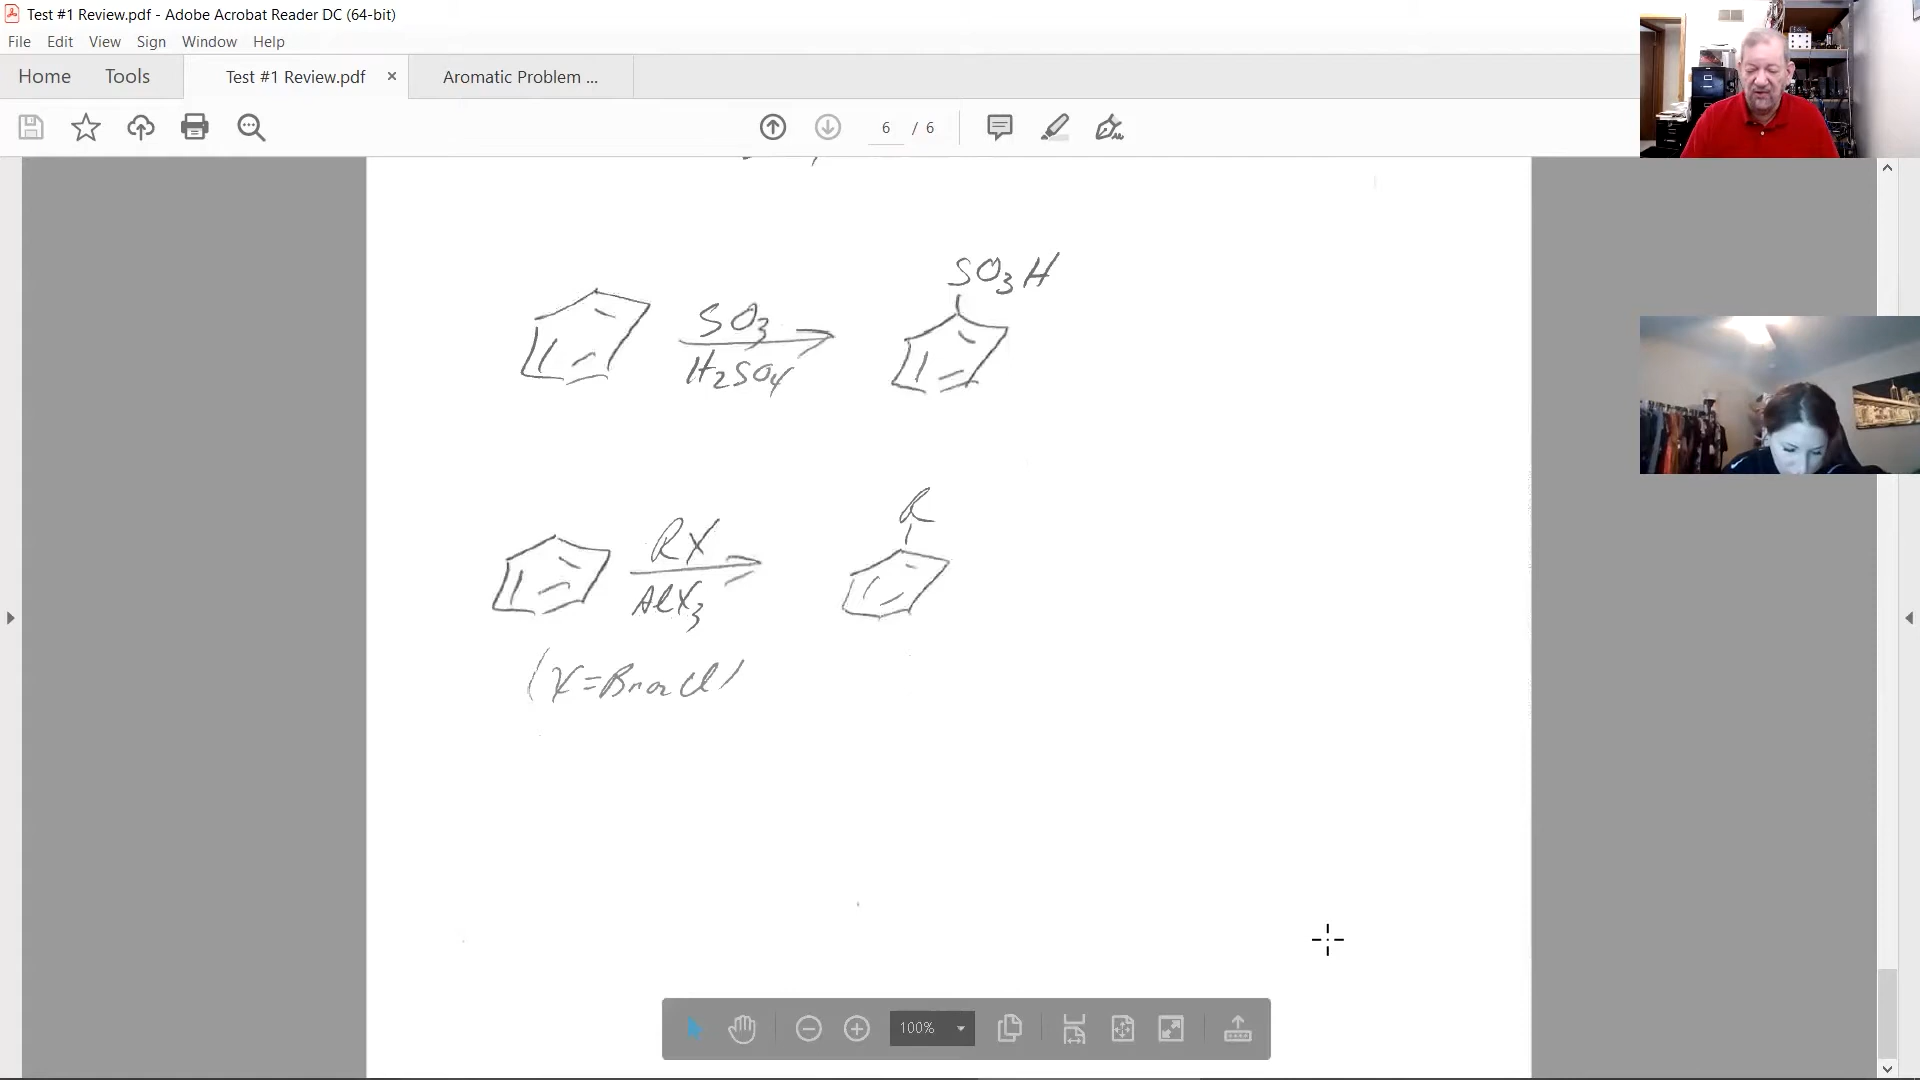 Test #1 Review.pdf - Adobe Acrobat Reader DC (64-bit)
File Edit View Sign Window Help
Home Tools Test #1 Review.pdf × Aromatic Problem ...
6 / 6
SO3H
SO3
H2SO4
R
RX
AlX3
(X=Br or Cl)
100%